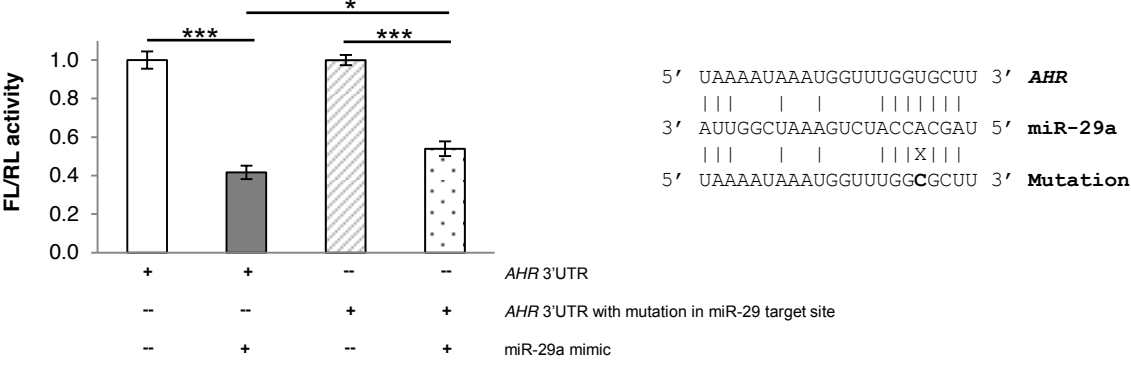 *
***
***
FL/RL activity
1.0
0.8
0.6
0.4
0.2
0.0
+ + -- -- AHR 3'UTR
-- -- + + AHR 3'UTR with mutation in miR-29 target site
-- + -- + miR-29a mimic
5' UAAAAUAAAUGGUUUGGUGCUU 3' AHR
||| | | |||||||
3' AUUGGCUAAAGUCUACCACGAU 5' miR-29a
||| | | |||X|||
5' UAAAAUAAAUGGUUUGGCGCUU 3' Mutation